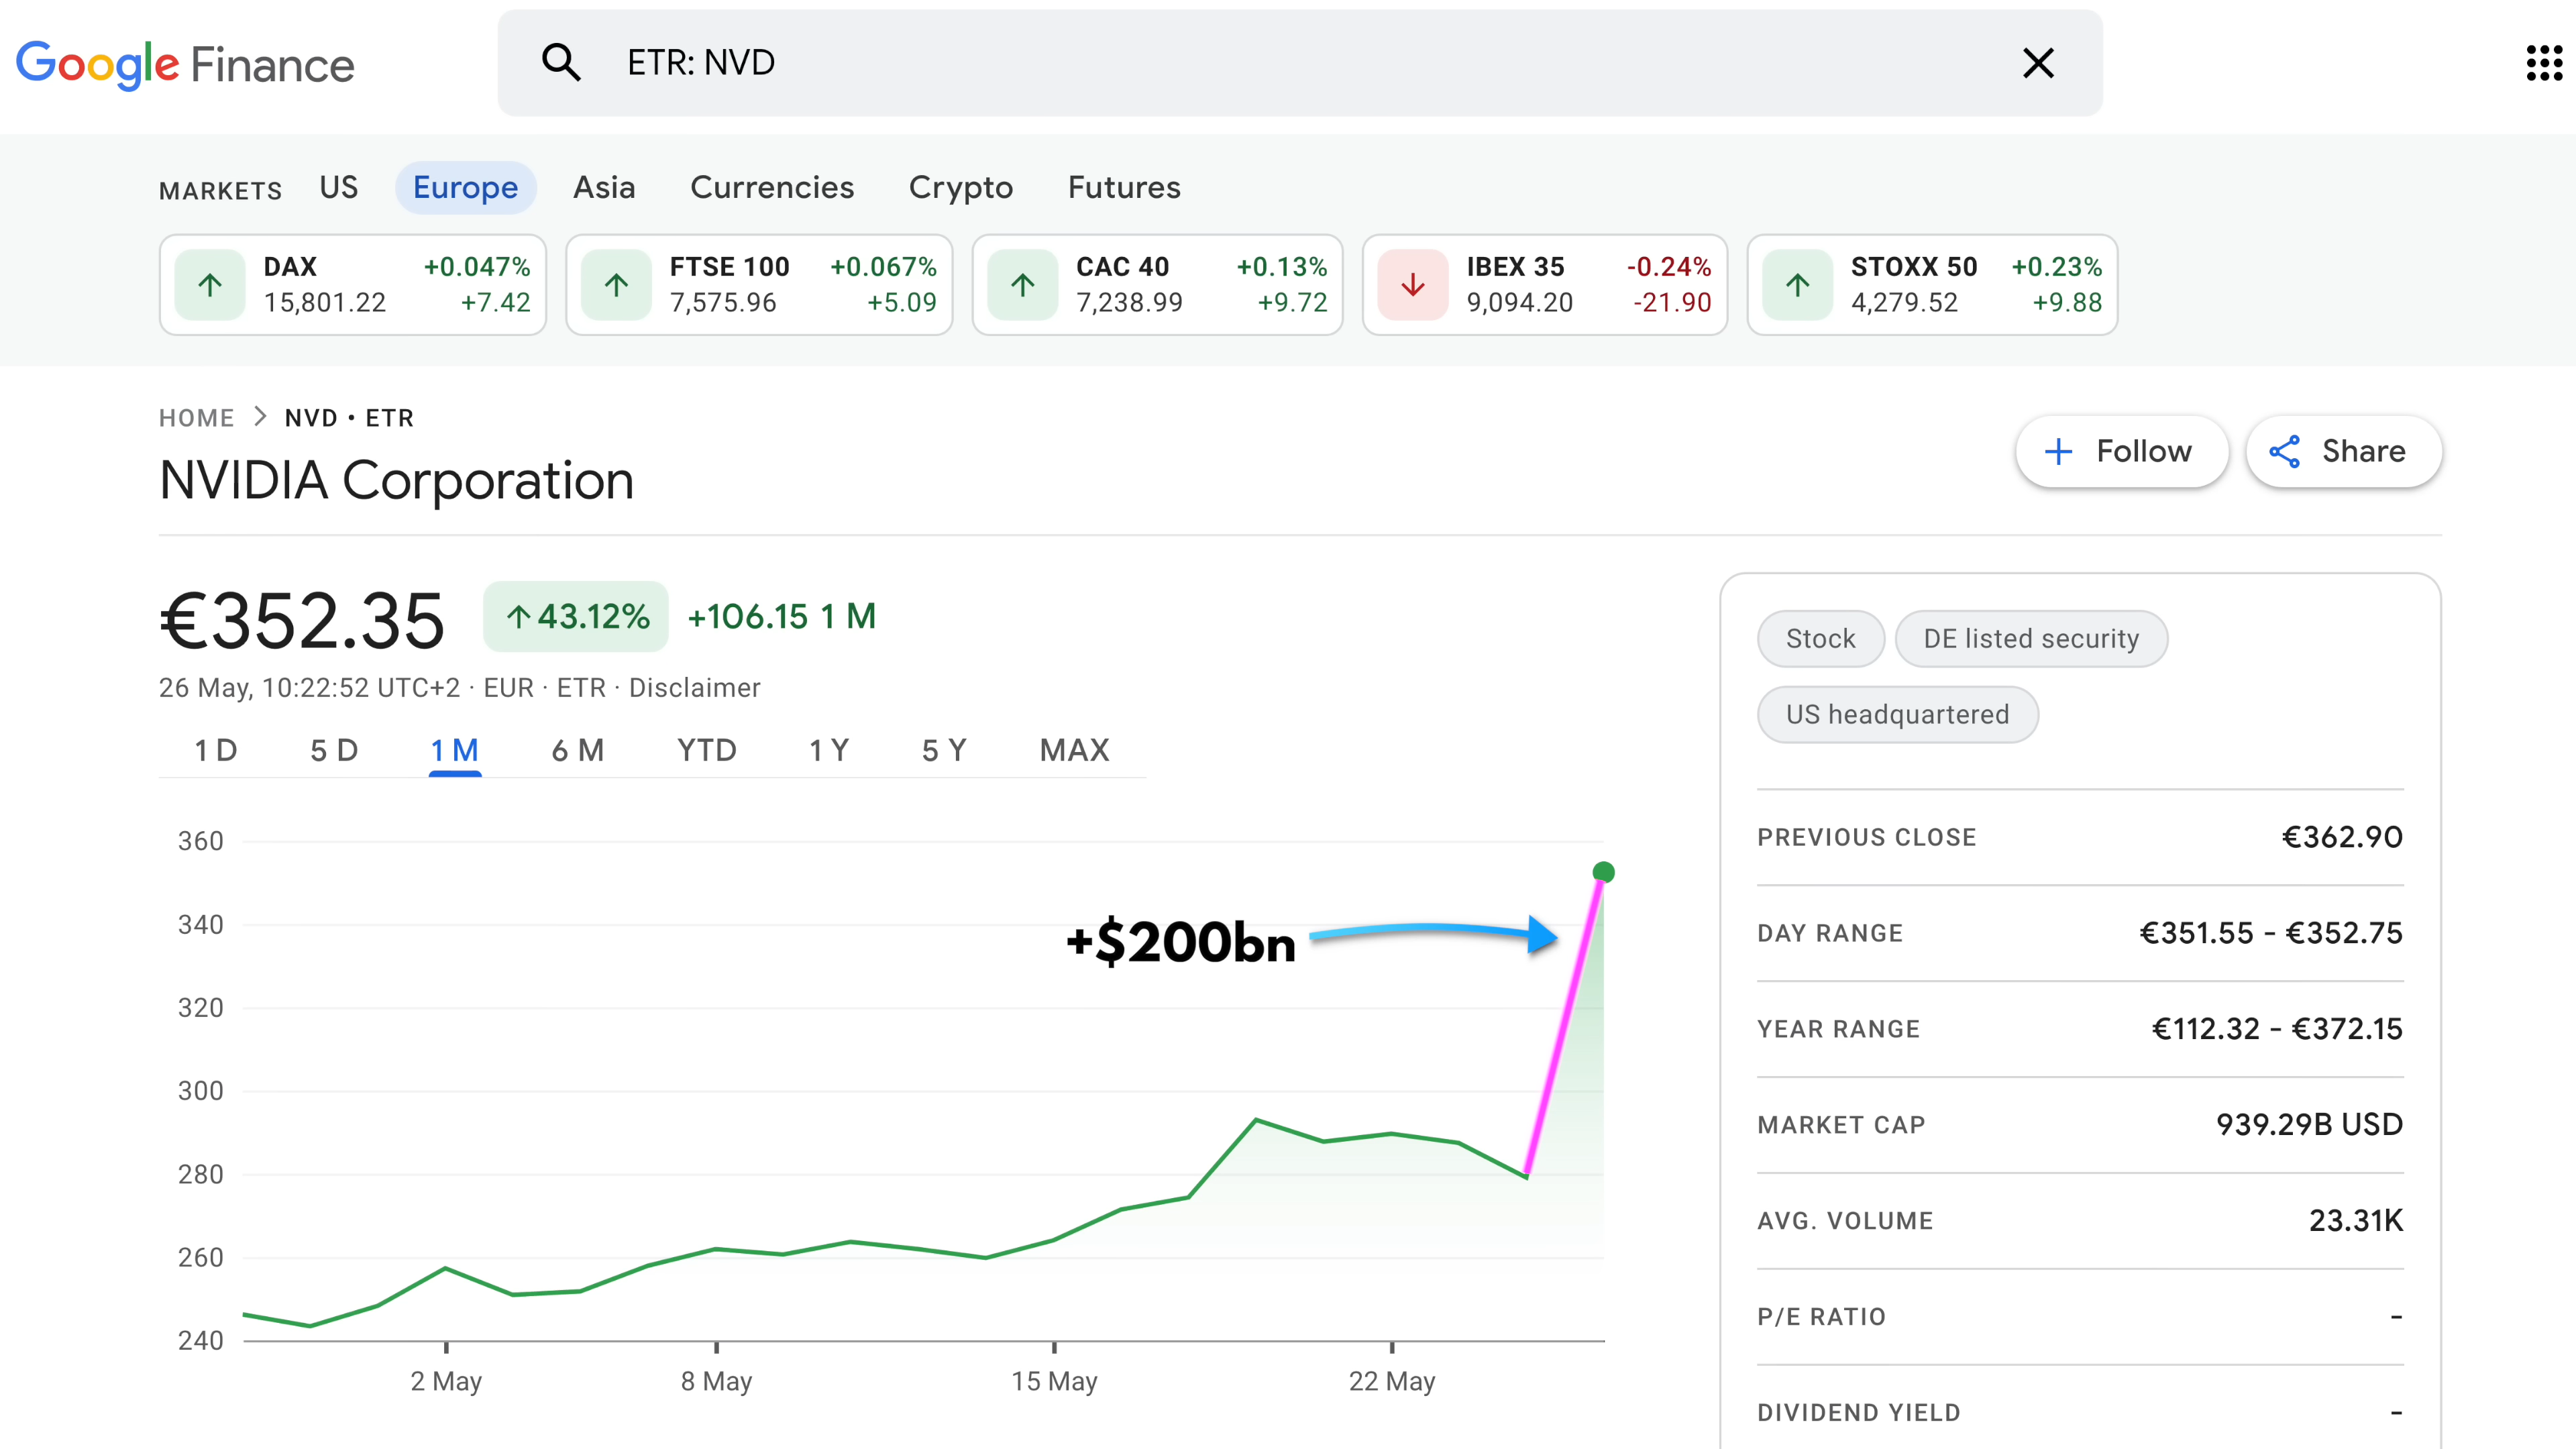 Google Finance
ETR: NVD
MARKETS US Europe Asia Currencies Crypto Futures
DAX +0.047% FTSE 100 +0.067% CAC 40 +0.13% IBEX 35 -0.24% STOXX 50 +0.23%
15,801.22 +7.42 7,575.96 +5.09 7,238.99 +9.72 9,094.20 -21.90 4,279.52 +9.88
HOME > NVD • ETR
NVIDIA Corporation
Follow Share
€352.35 ↑43.12% +106.15 1 M
26 May, 10:22:52 UTC+2 · EUR · ETR · Disclaimer
1 D 5 D 1 M 6 M YTD 1 Y 5 Y MAX
360
340
320
300
280
260
240
+$200bn
2 May 8 May 15 May 22 May
Stock DE listed security
US headquartered
PREVIOUS CLOSE €362.90
DAY RANGE €351.55 - €352.75
YEAR RANGE €112.32 - €372.15
MARKET CAP 939.29B USD
AVG. VOLUME 23.31K
P/E RATIO -
DIVIDEND YIELD -